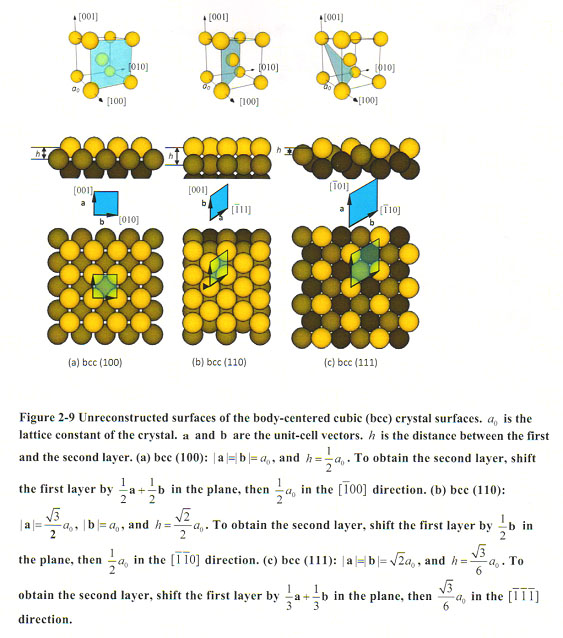 [001] [001] [001]
[010] [010] [010]
a₀ a₀ a₀
[100] [100] [100]
h h h
[001] [001] [1̄01]
a b b a
[010] [1̄11] [1̄10]
b a b
(a) bcc (100) (b) bcc (110) (c) bcc (111)
Figure 2-9 Unreconstructed surfaces of the body-centered cubic (bcc) crystal surfaces. a₀ is the
lattice constant of the crystal. a and b are the unit-cell vectors. h is the distance between the first
and the second layer. (a) bcc (100): |a|=|b|= a₀, and h = 1/2 a₀. To obtain the second layer, shift
the first layer by 1/2 a + 1/2 b in the plane, then 1/2 a₀ in the [1̄00] direction. (b) bcc (110):
|a|= √3/2 a₀, |b|= a₀, and h = √2/2 a₀. To obtain the second layer, shift the first layer by 1/2 b in
the plane, then 1/2 a₀ in the [1̄1̄0] direction. (c) bcc (111): |a|=|b|= √2a₀, and h = √3/6 a₀. To
obtain the second layer, shift the first layer by 1/3 a + 1/3 b in the plane, then √3/6 a₀ in the [1̄1̄1̄]
direction.